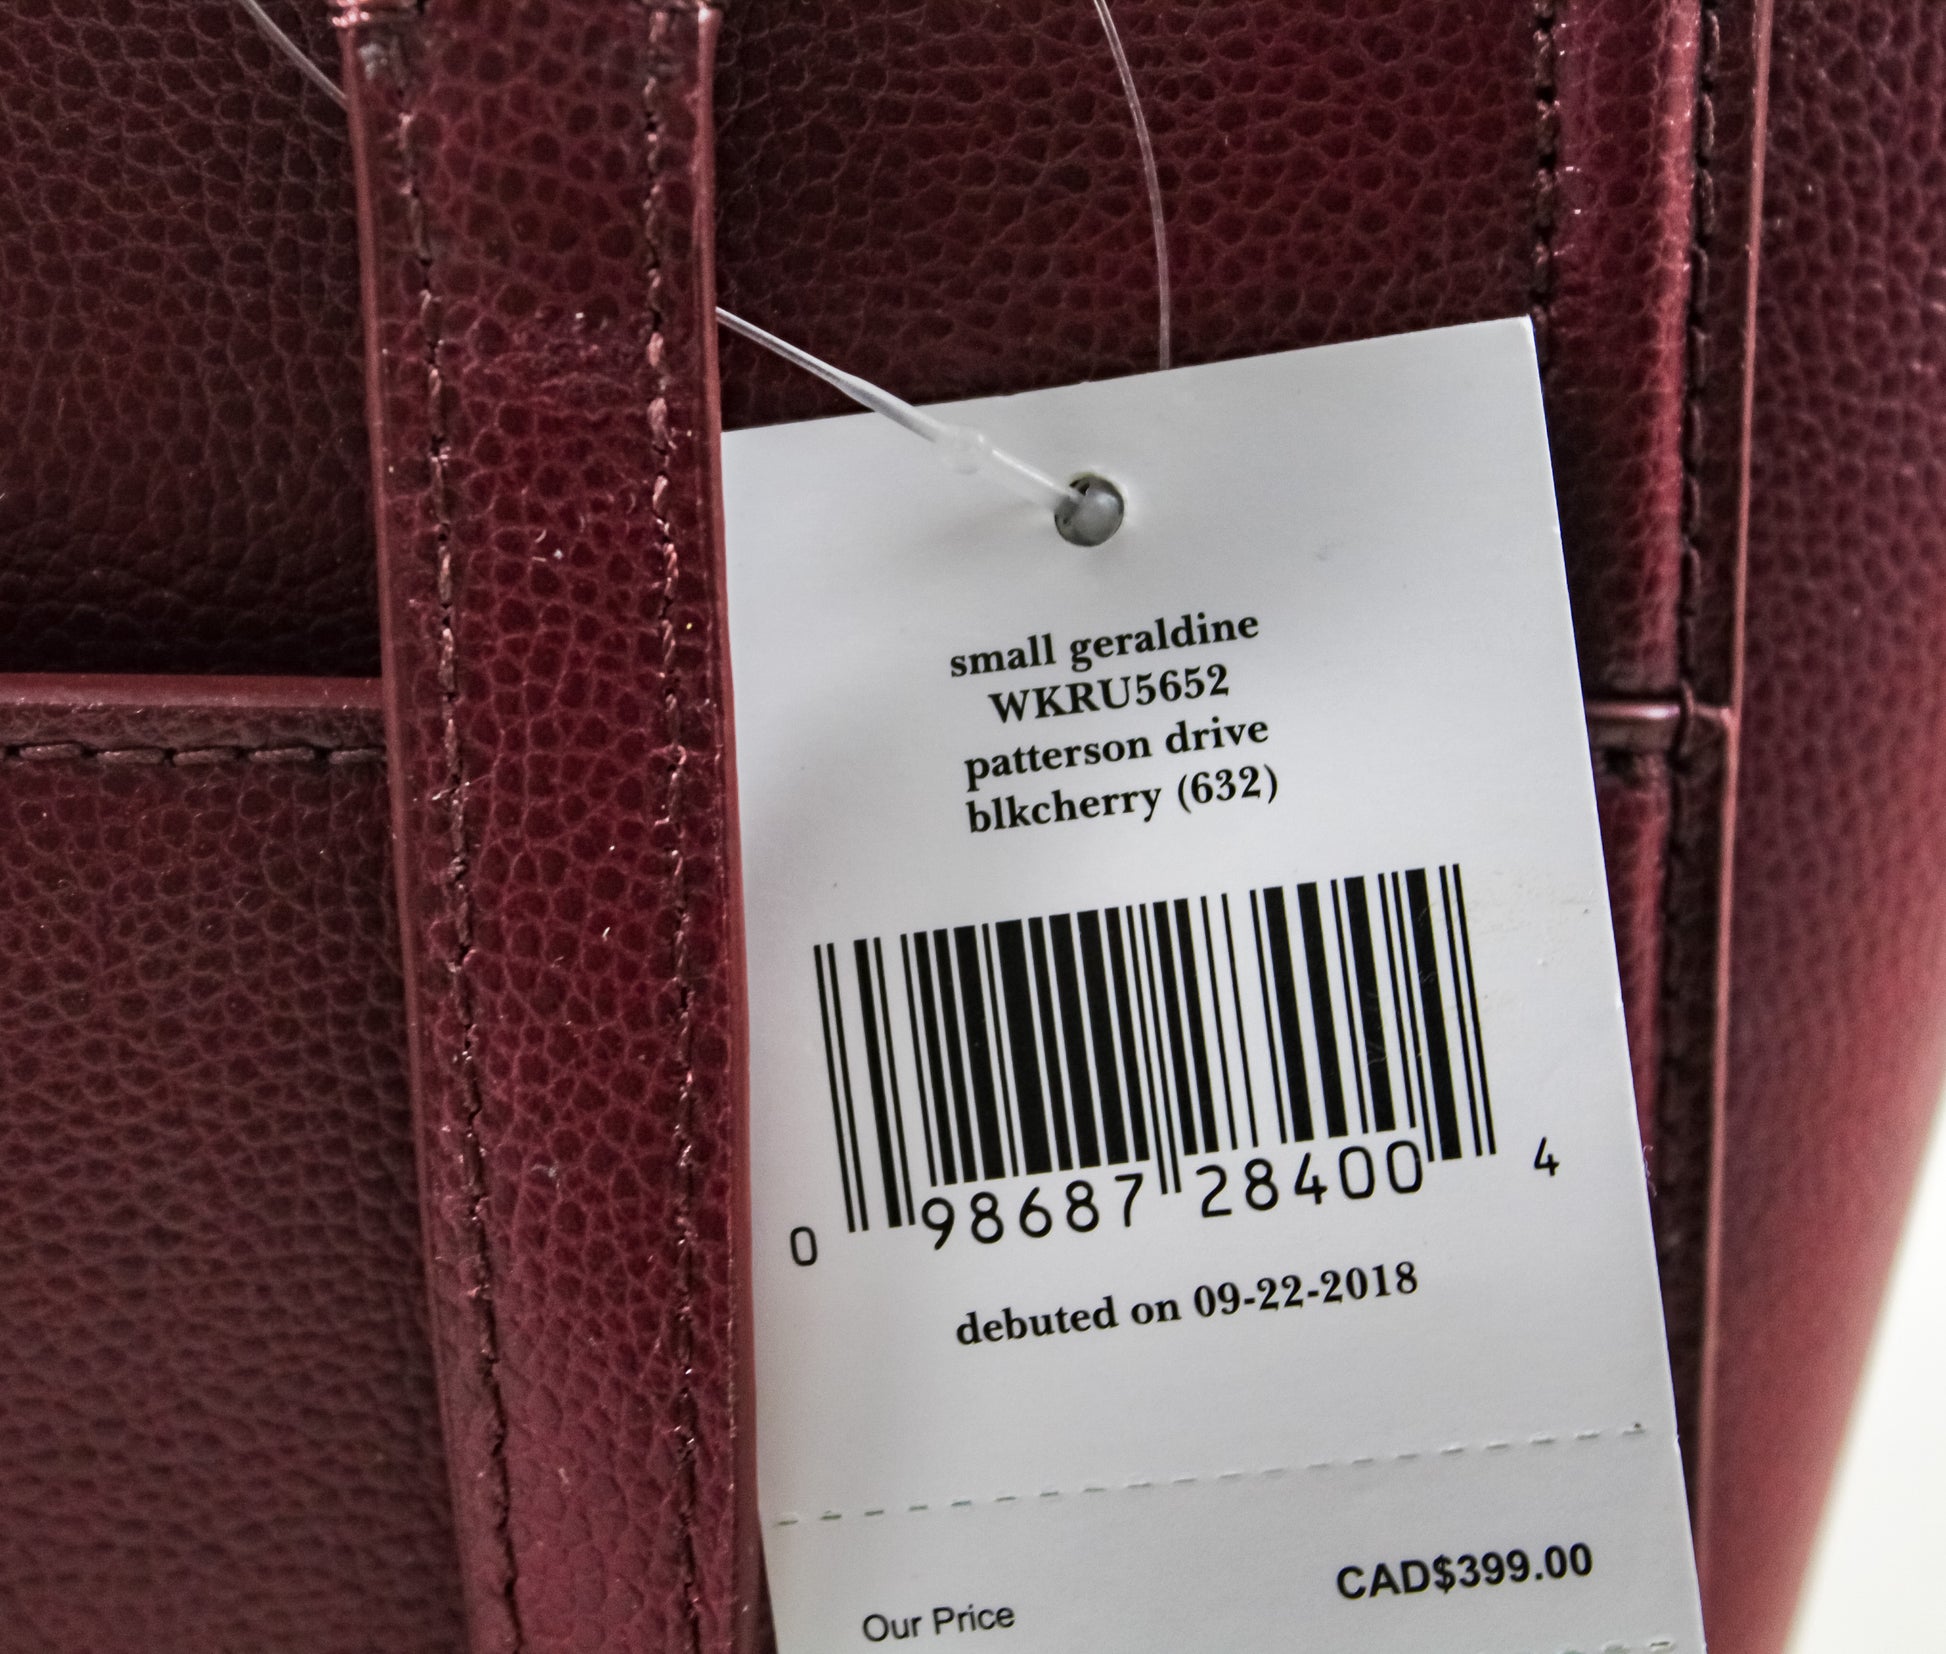 small geraldine
WKRU5652
patterson drive
blkcherry (632)
0 98687 28400 4
debuted on 09-22-2018
CAD$399.00
Our Price